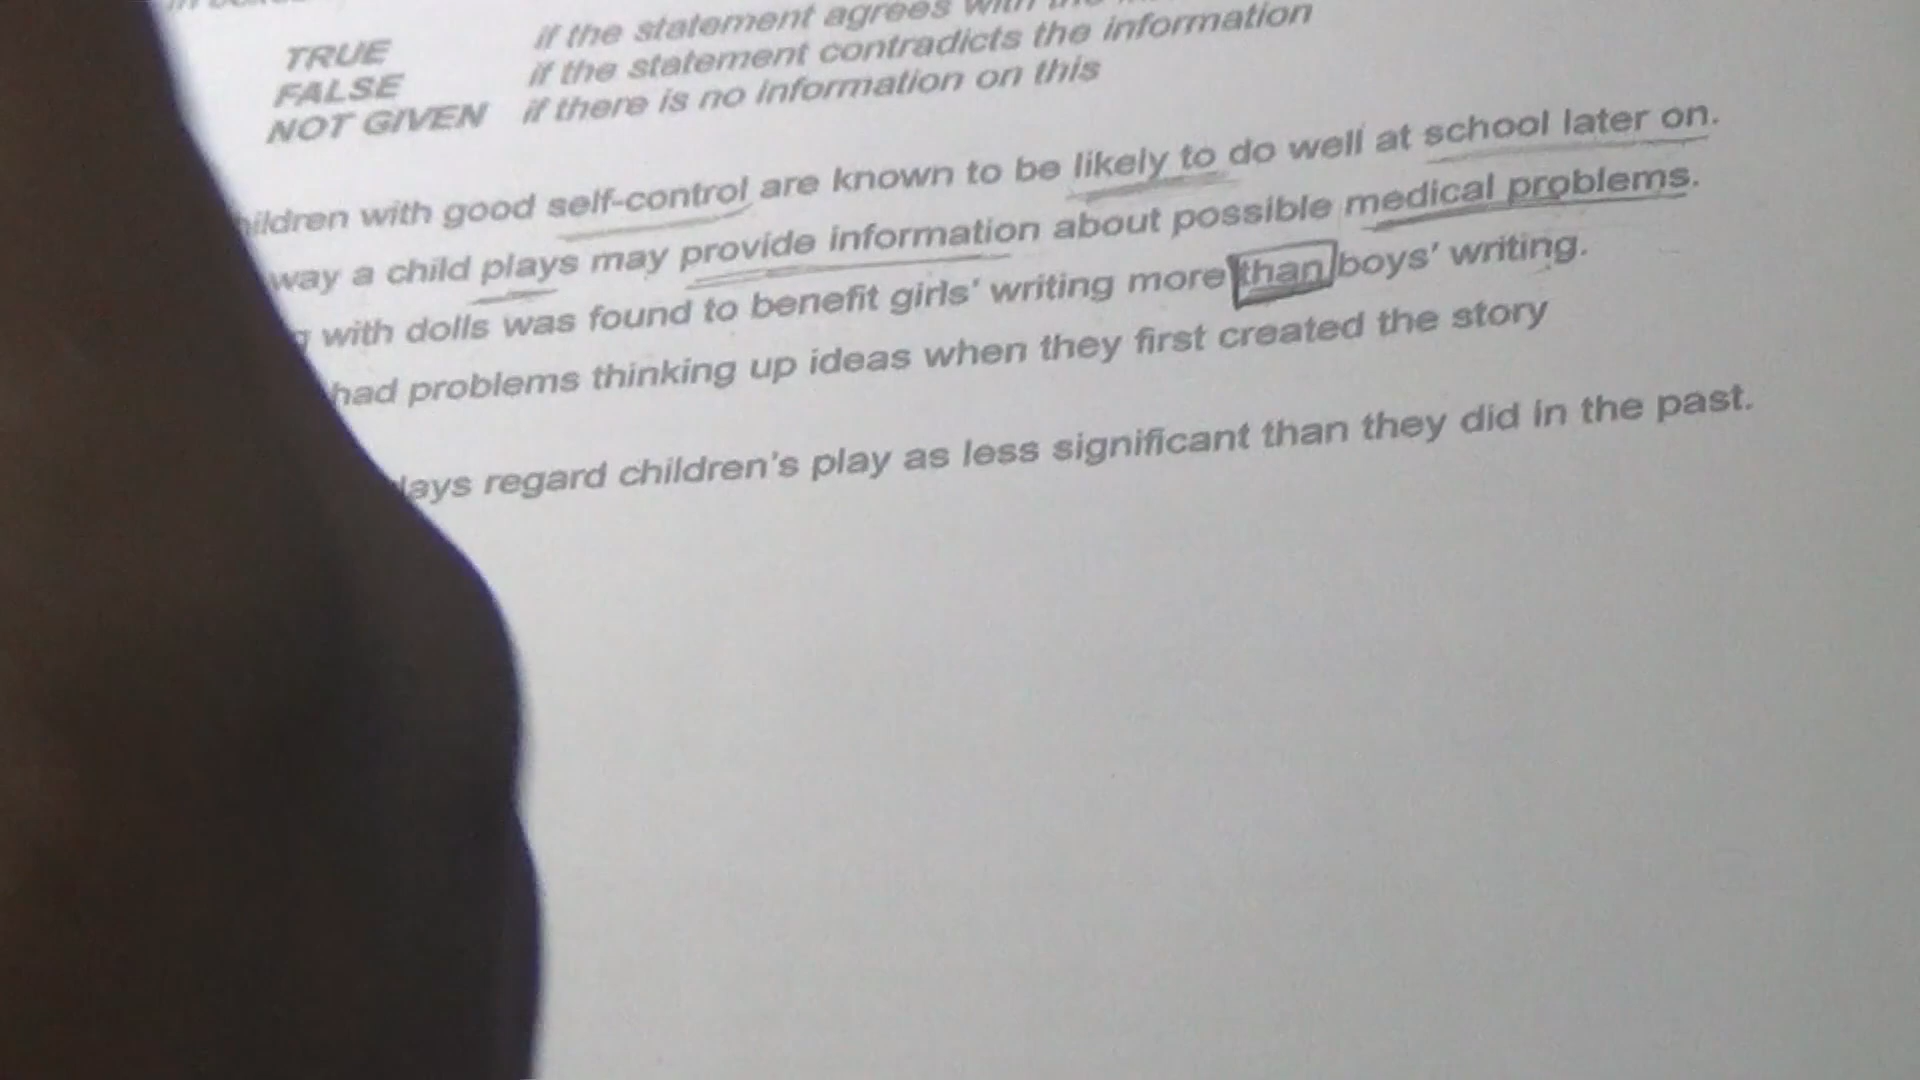 if the statement agrees with the
TRUE if the statement contradicts the information
FALSE if there is no information on this
NOT GIVEN
with good self-control are known to be likely to do well at school later on.
way a child plays may provide information about possible medical problems.
with dolls was found to benefit girls' writing more than boys' writing.
had problems thinking up ideas when they first created the story
regard children's play as less significant than they did in the past.